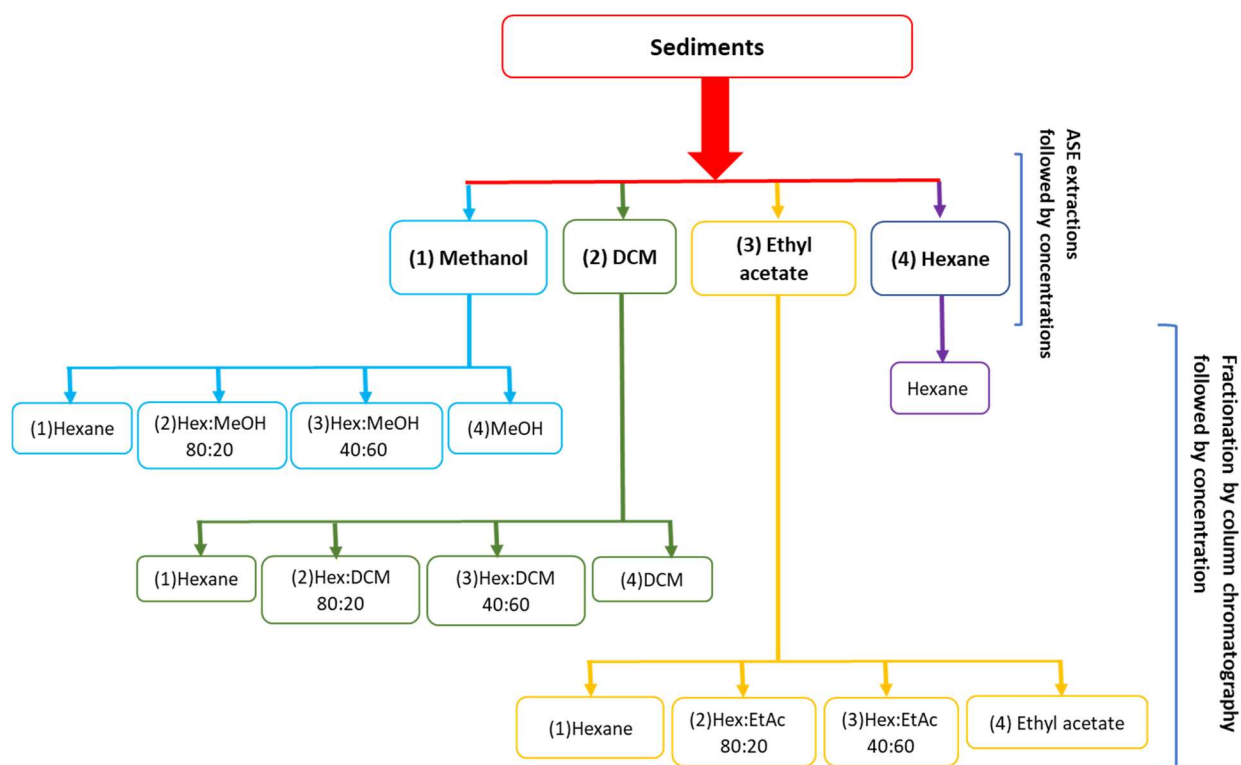 Sediments
ASE extractions
followed by concentrations
(1) Methanol
(2) DCM
(3) Ethyl
acetate
(4) Hexane
Hexane
Fractionation by column chromatography
followed by concentration
(1)Hexane
(2)Hex:MeOH
80:20
(3)Hex:MeOH
40:60
(4)MeOH
(1)Hexane
(2)Hex:DCM
80:20
(3)Hex:DCM
40:60
(4)DCM
(1)Hexane
(2)Hex:EtAc
80:20
(3)Hex:EtAc
40:60
(4) Ethyl acetate